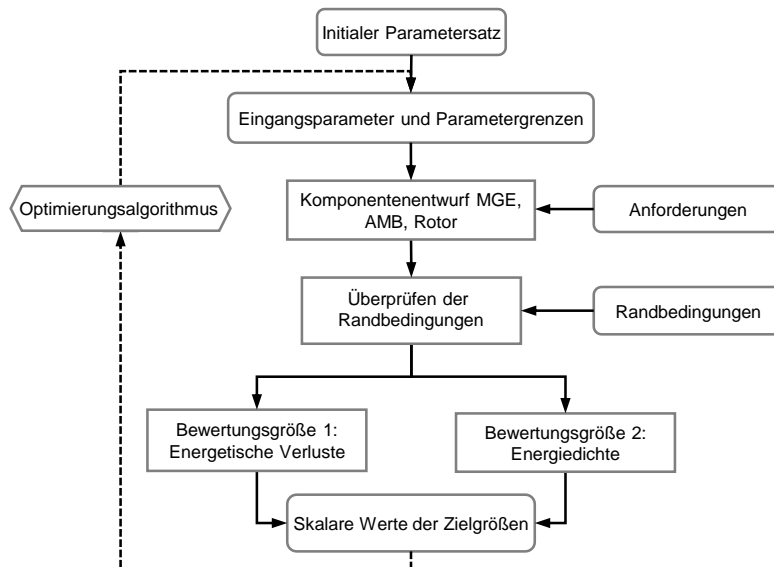 Initialer Parametersatz
Eingangsparameter und Parametergrenzen
Optimierungsalgorithmus
Komponentenentwurf MGE,
AMB, Rotor
Anforderungen
Überprüfen der
Randbedingungen
Randbedingungen
Bewertungsgröße 1:
Energetische Verluste
Bewertungsgröße 2:
Energiedichte
Skalare Werte der Zielgrößen